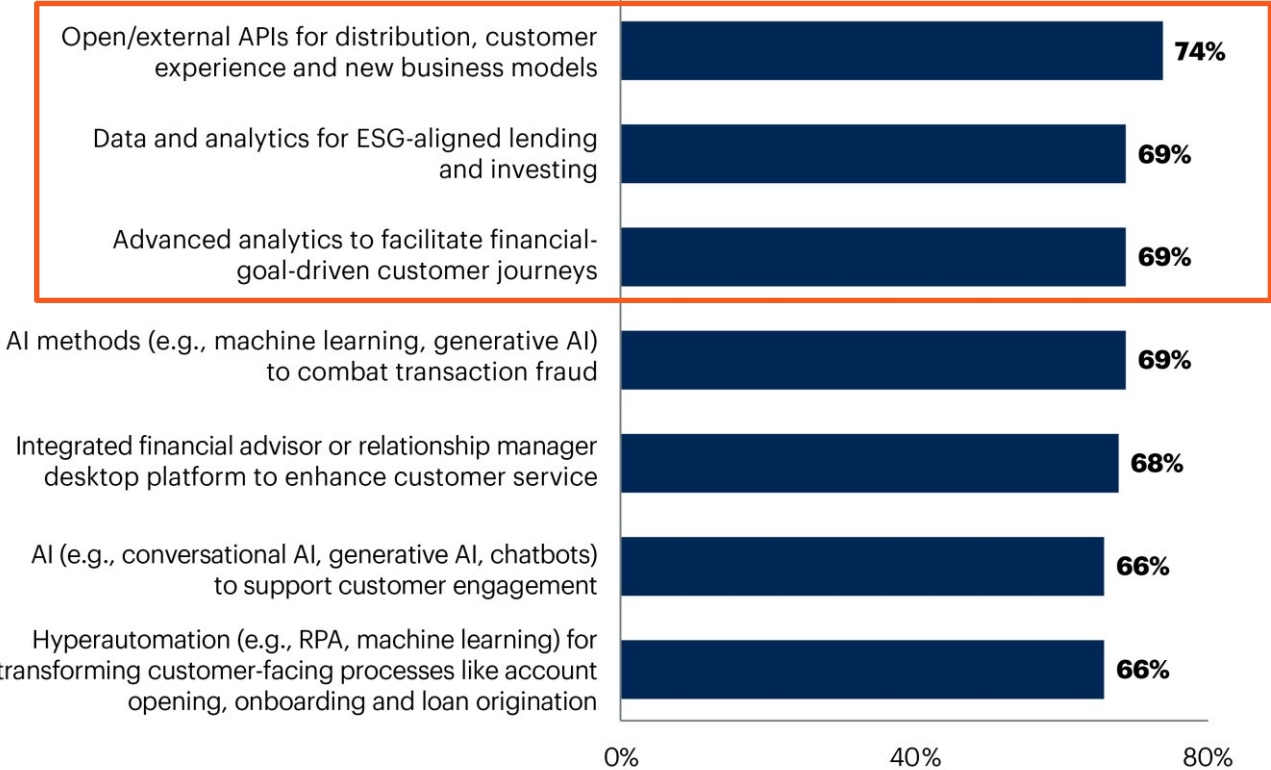 Open/external APIs for distribution, customer
experience and new business models
74%
Data and analytics for ESG-aligned lending
and investing
69%
Advanced analytics to facilitate financial-
goal-driven customer journeys
69%
AI methods (e.g., machine learning, generative AI)
to combat transaction fraud
69%
Integrated financial advisor or relationship manager
desktop platform to enhance customer service
68%
AI (e.g., conversational AI, generative AI, chatbots)
to support customer engagement
66%
Hyperautomation (e.g., RPA, machine learning) for
transforming customer-facing processes like account
opening, onboarding and loan origination
66%
0% 40% 80%